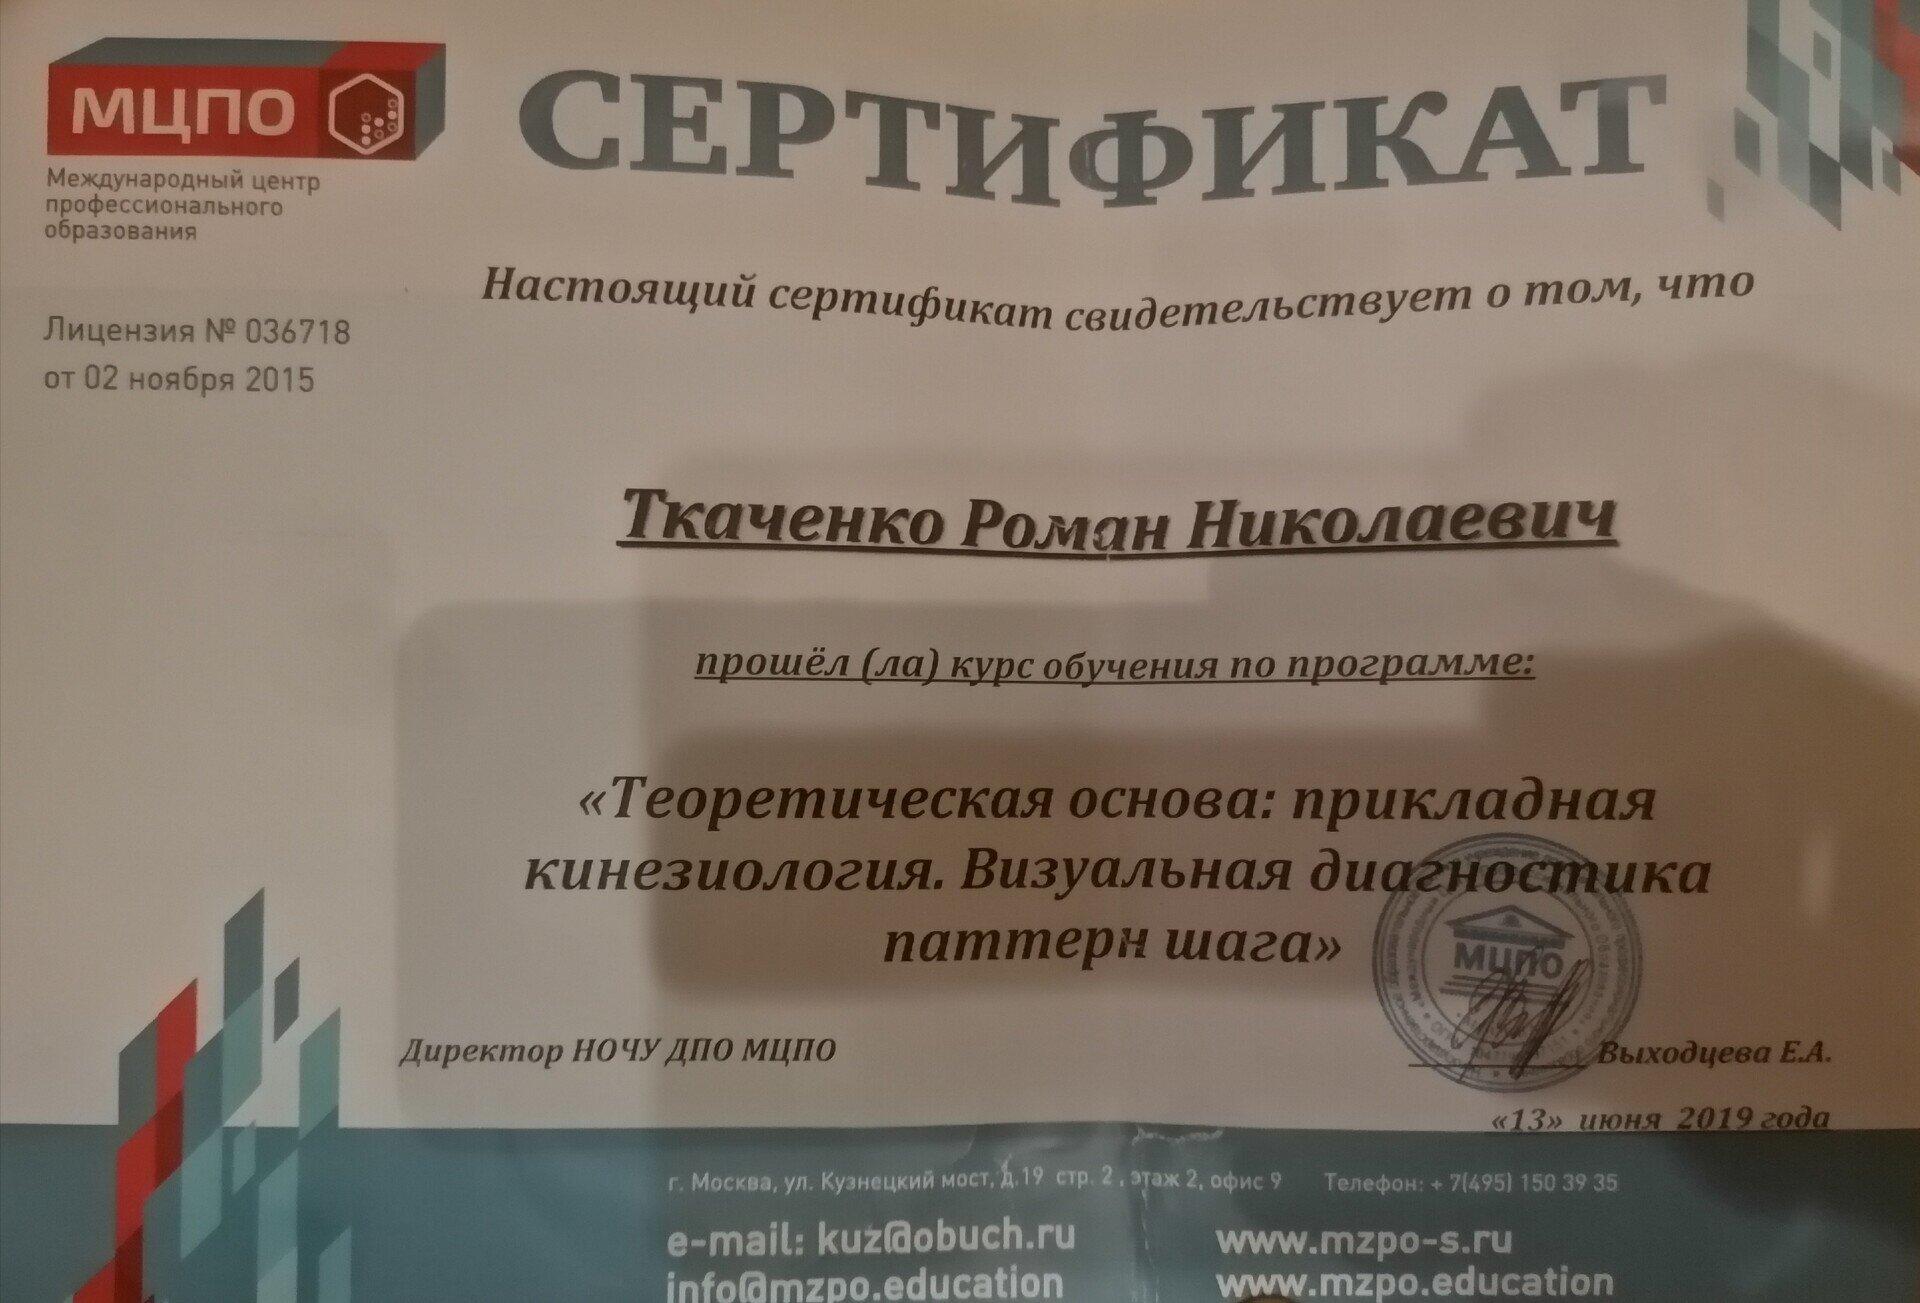 МЦПО
Международный центр
профессионального
образования
СЕРТИФИКАТ
Лицензия № 036718
от 02 ноября 2015
Настоящий сертификат свидетельствует о том, что
Ткаченко Роман Николаевич
прошёл (ла) курс обучения по программе:
«Теоретическая основа: прикладная
кинезиология. Визуальная диагностика
паттерн шага»
МЦПО
Директор НОЧУ ДПО МЦПО
Выходцева Е.А.
«13» июня 2019 года
г. Москва, ул. Кузнецкий мост, д.19 стр. 2 , этаж 2, офис 9
Телефон: + 7(495) 150 39 35
e-mail: kuz@obuch.ru
www.mzpo-s.ru
info@mzpo.education
www.mzpo.education